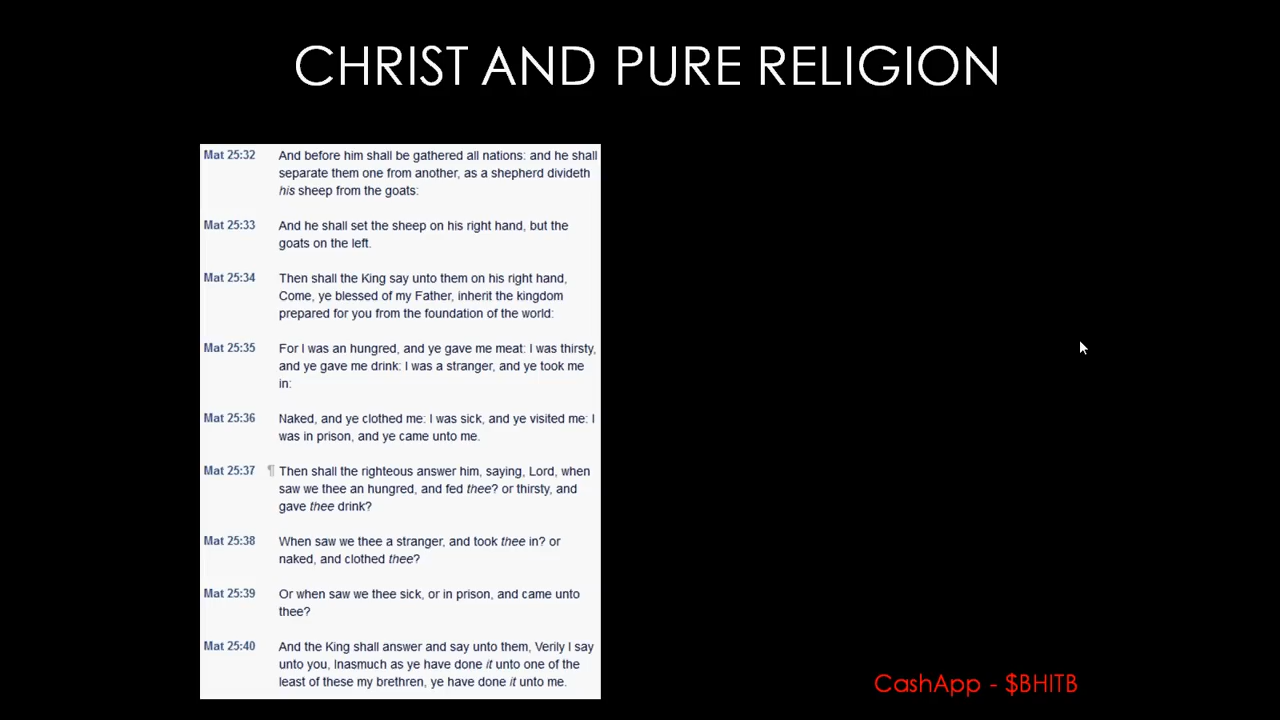 CHRIST AND PURE RELIGION
Mat 25:32 And before him shall be gathered all nations: and he shall
separate them one from another, as a shepherd divideth
his sheep from the goats:
Mat 25:33 And he shall set the sheep on his right hand, but the
goats on the left.
Mat 25:34 Then shall the King say unto them on his right hand,
Come, ye blessed of my Father, inherit the kingdom
prepared for you from the foundation of the world:
Mat 25:35 For I was an hungred, and ye gave me meat: I was thirsty,
and ye gave me drink: I was a stranger, and ye took me
in:
Mat 25:36 Naked, and ye clothed me: I was sick, and ye visited me: I
was in prison, and ye came unto me.
Mat 25:37 ¶ Then shall the righteous answer him, saying, Lord, when
saw we thee an hungred, and fed thee? or thirsty, and
gave thee drink?
Mat 25:38 When saw we thee a stranger, and took thee in? or
naked, and clothed thee?
Mat 25:39 Or when saw we thee sick, or in prison, and came unto
thee?
Mat 25:40 And the King shall answer and say unto them, Verily I say
unto you, Inasmuch as ye have done it unto one of the
least of these my brethren, ye have done it unto me.
CashApp - $BHITB